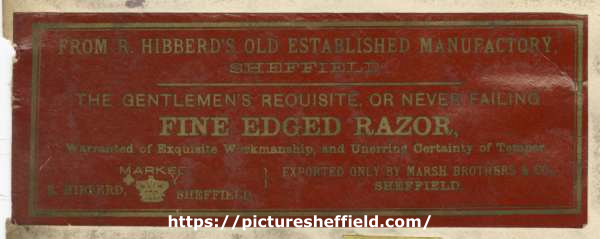 FROM R. HIBBERD'S OLD ESTABLISHED MANUFACTORY,
SHEFFIELD
THE GENTLEMEN'S REQUISITE, OR NEVER FAILING
FINE EDGED RAZOR,
Warranted of Exquisite Workmanship, and Unerring Certainty of Temper.
MARKED
R. HIBBERD, SHEFFIELD
EXPORTED ONLY BY MARSH BROTHERS & CO.,
SHEFFIELD.
https://picturesheffield.com/